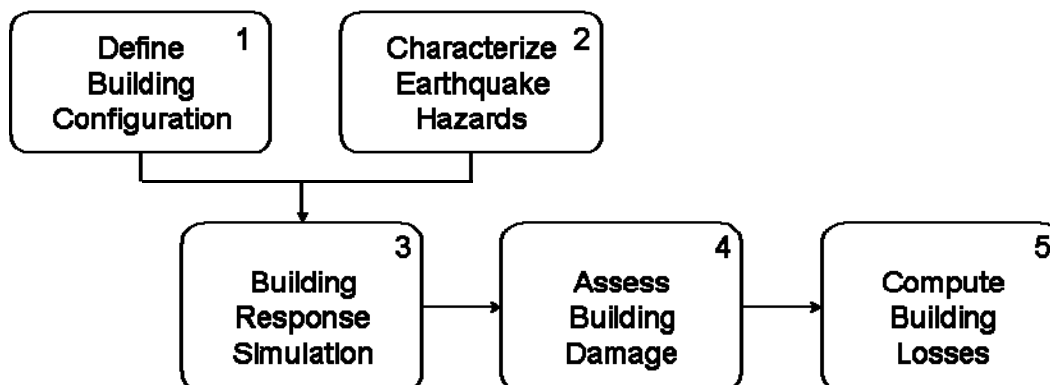 1
Define
Building
Configuration
2
Characterize
Earthquake
Hazards
3
Building
Response
Simulation
4
Assess
Building
Damage
5
Compute
Building
Losses